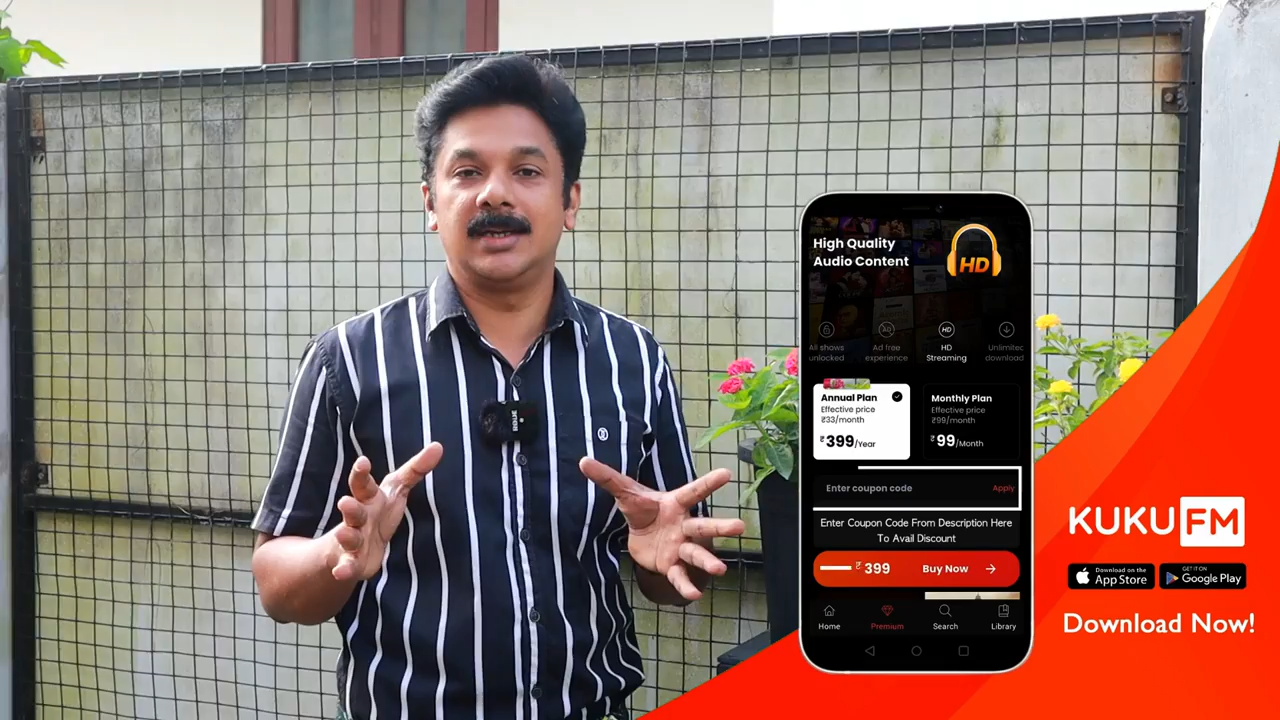 High Quality
Audio Content
HD
All shows
unlocked
AD
Ad free
experience
HD
HD
Streaming
Unlimited
download
Annual Plan
Effective price
₹33/month
₹399/Year
Monthly Plan
Effective price
₹99/month
₹99/Month
Enter coupon code
Apply
Enter Coupon Code From Description Here
To Avail Discount
₹399
Buy Now
Home
Premium
Search
Library
RODE
KUKU FM
Download on the
App Store
GET IT ON
Google Play
Download Now!